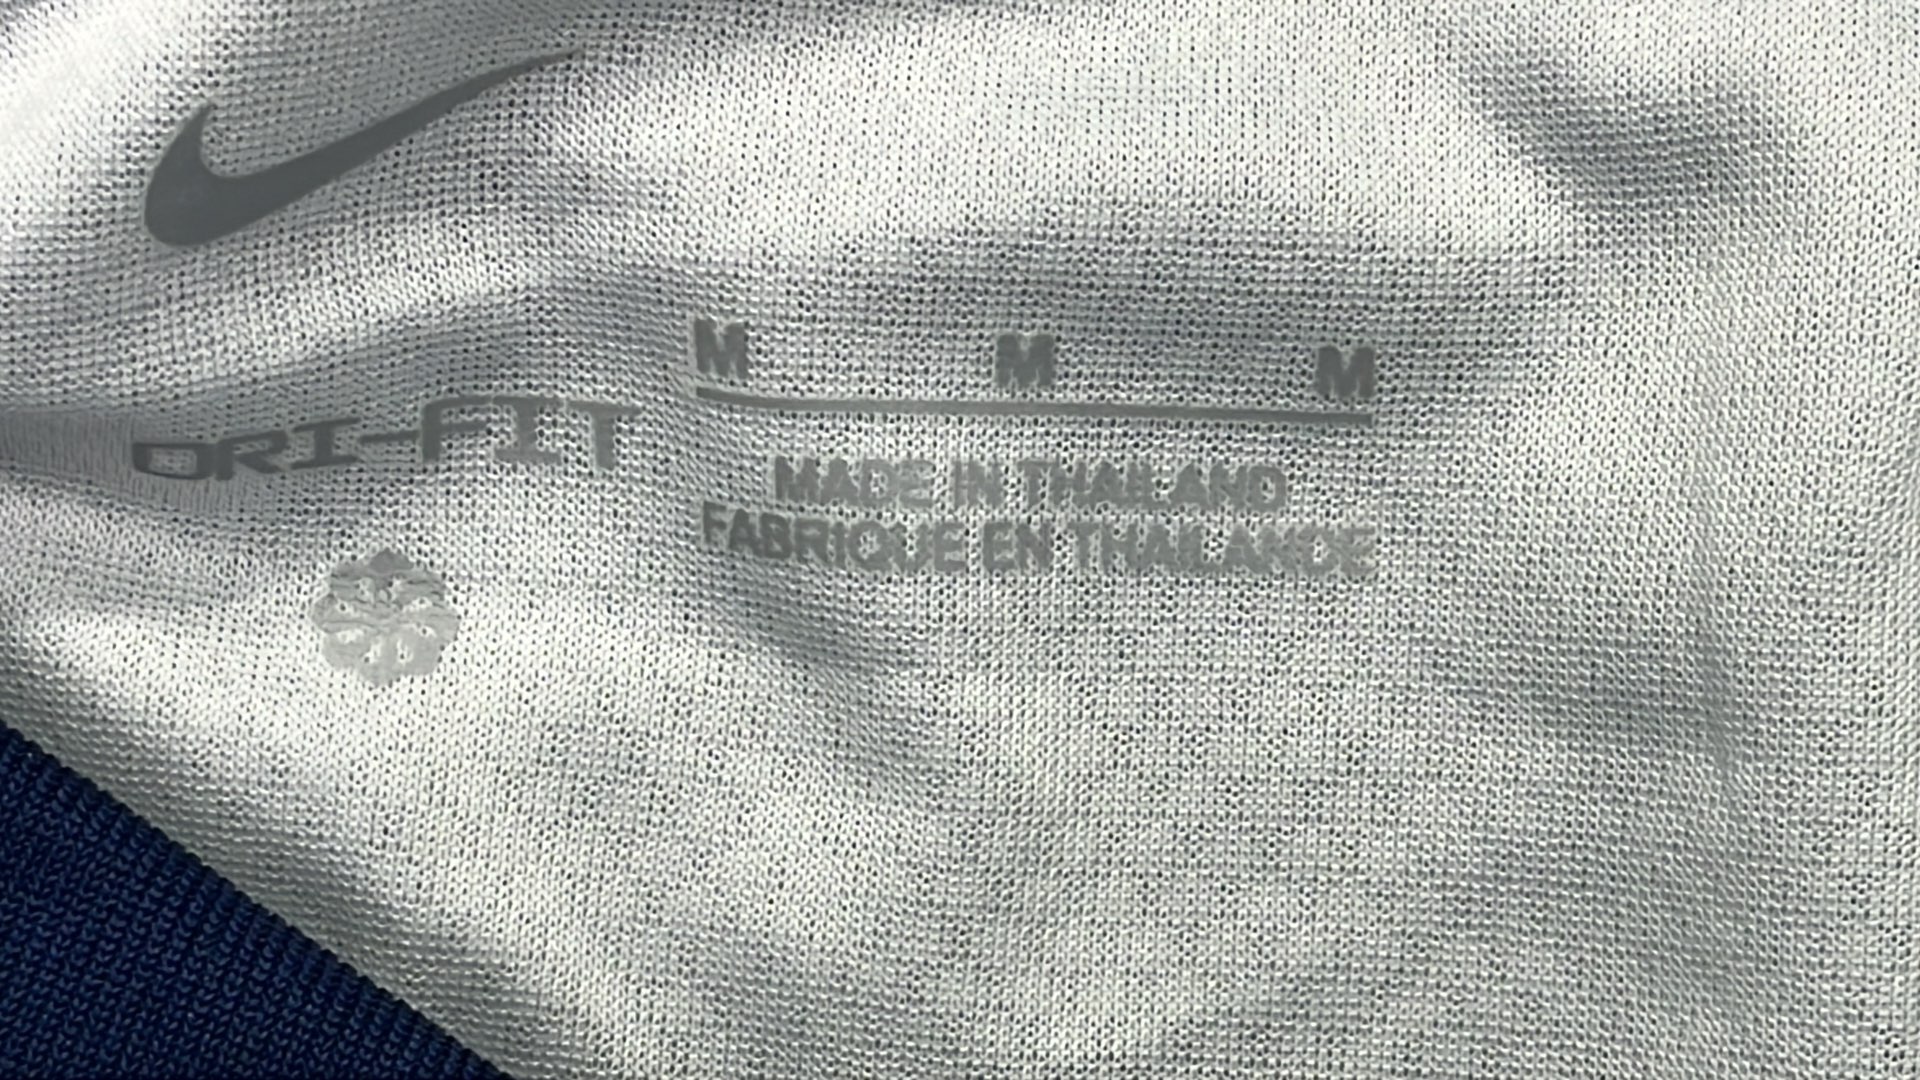 DRI-FIT
M M M
MADE IN THAILAND
FABRIQUE EN THAILANDE